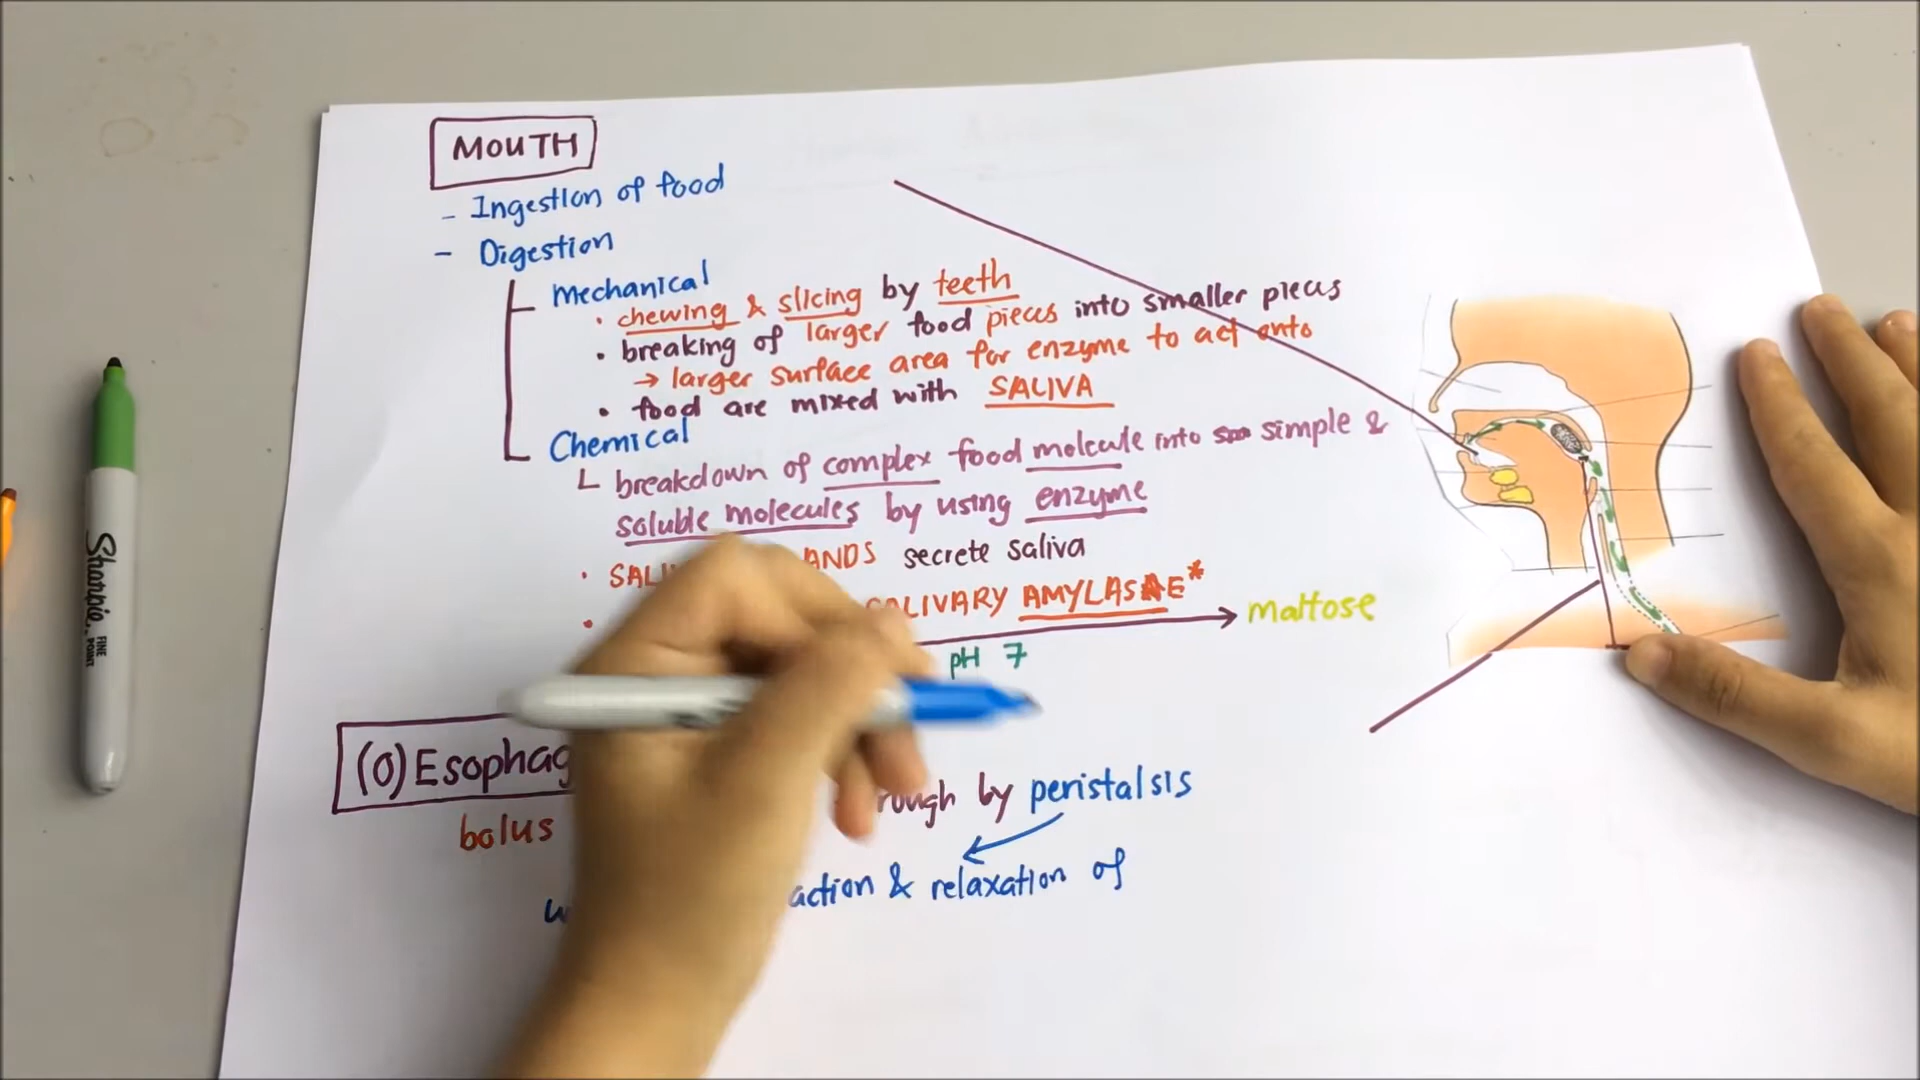 MOUTH
- Ingestion of food
- Digestion
Mechanical
• chewing & slicing by teeth
• breaking of larger food pieces into smaller pieces
→ larger surface area for enzyme to act onto
• food are mixed with SALIVA
Chemical
breakdown of complex food molecule into simple &
soluble molecules by using enzyme
• SALI ANDS secrete saliva
• SALIVARY AMYLASE*
maltose
pH 7
(O)Esophag
bolus rough by peristalsis
action & relaxation of
Sharpie
FINE POINT